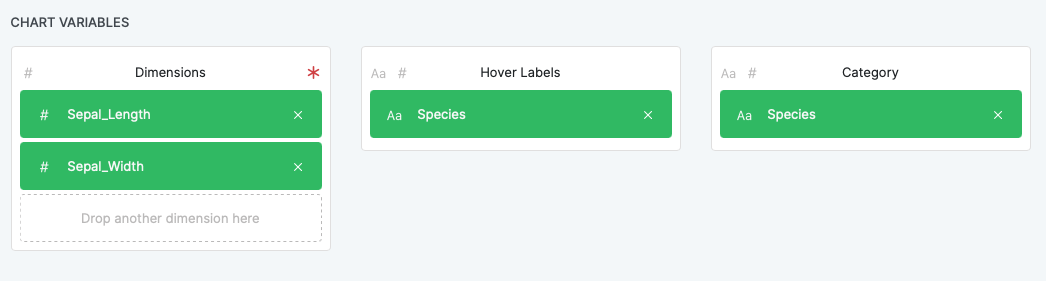 CHART VARIABLES
# Dimensions *
# Sepal_Length ×
# Sepal_Width ×
Drop another dimension here
Aa # Hover Labels
Aa Species ×
Aa # Category
Aa Species ×